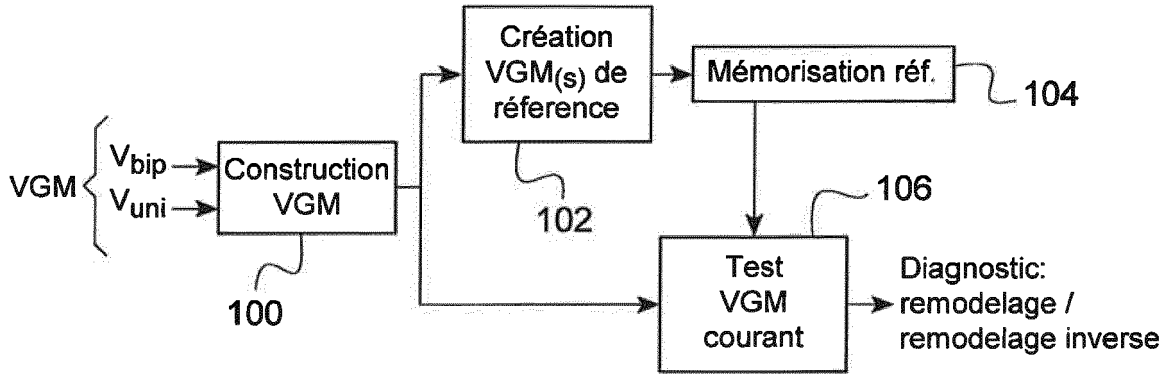 Création
VGM(s) de
réference
102
Mémorisation réf.
104
VGM
Vbip
Vuni
Construction
VGM
100
106
Test
VGM
courant
Diagnostic:
remodelage /
remodelage inverse